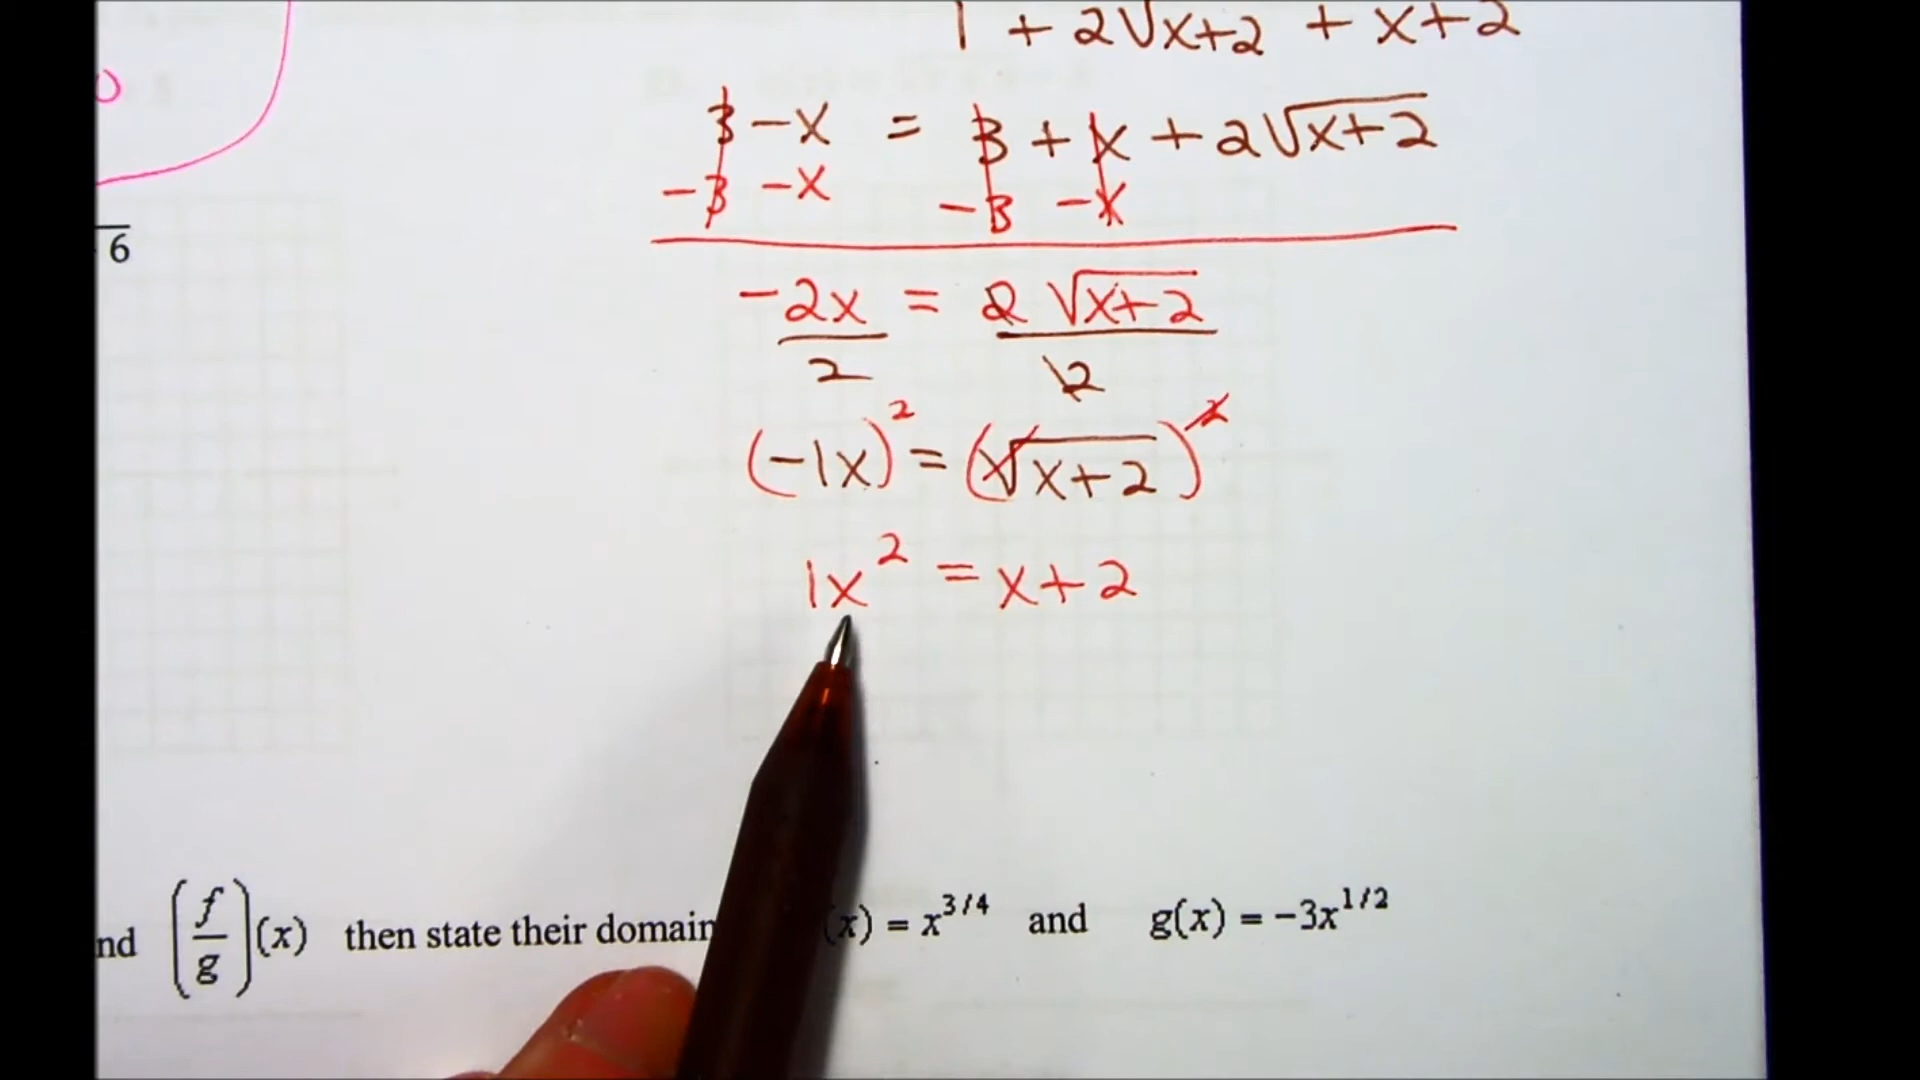 1 + 2√x+2 + x+2
0
3 - x = 3 + x + 2√x+2
-3 -x -3 -x
6
-2x = 2 √x+2
2 2
(-1x)² = (√x+2)²
1x² = x+2
nd (f/g)(x) then state their domain (x) = x^3/4 and g(x) = -3x^1/2